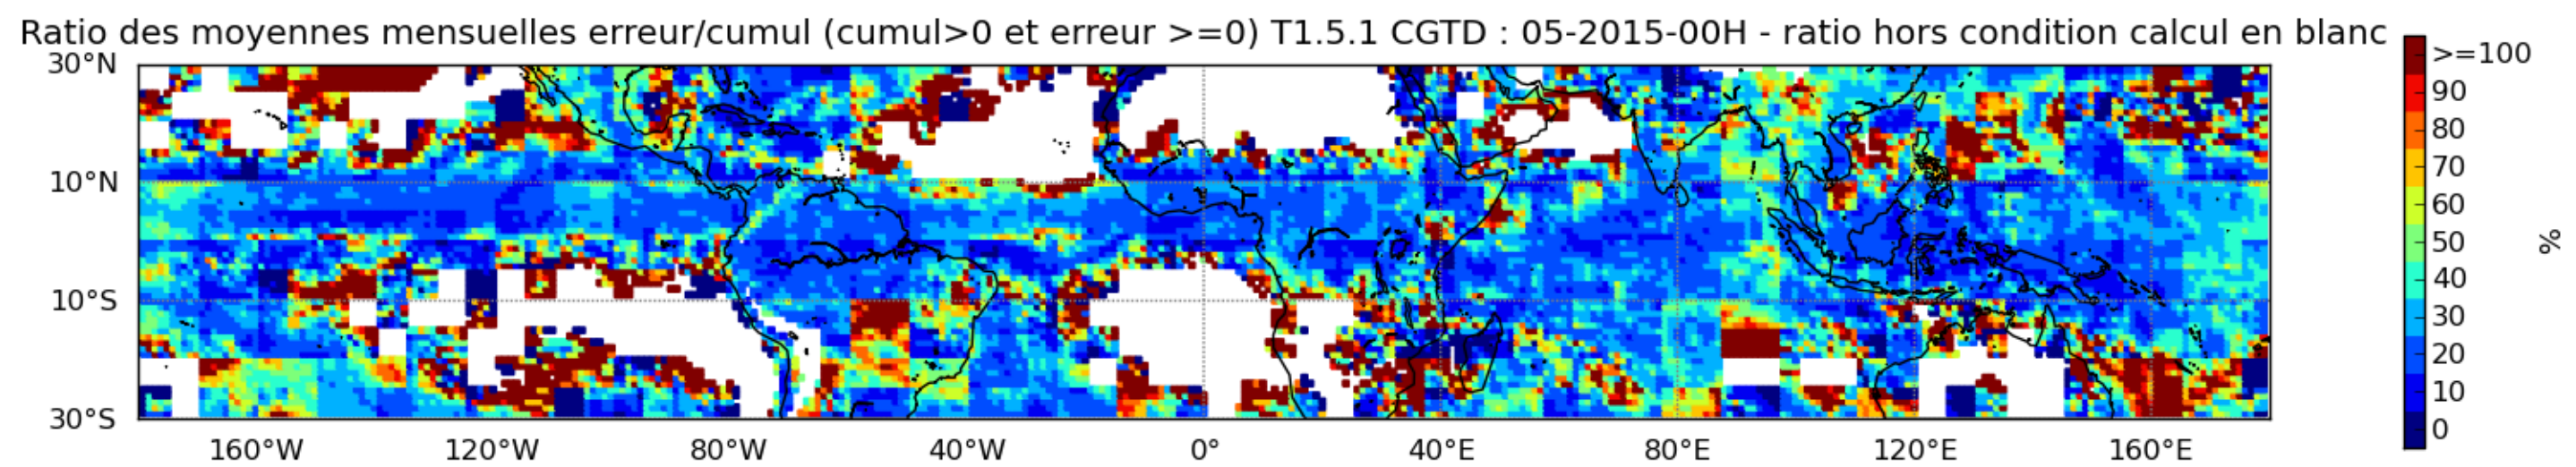 Ratio des moyennes mensuelles erreur/cumul (cumul>0 et erreur >=0) T1.5.1 CGTD : 05-2015-00H - ratio hors condition calcul en blanc
30°N
10°N
10°S
30°S
160°W 120°W 80°W 40°W 0° 40°E 80°E 120°E 160°E
>=100
90
80
70
60
50
40
30
20
10
0
%